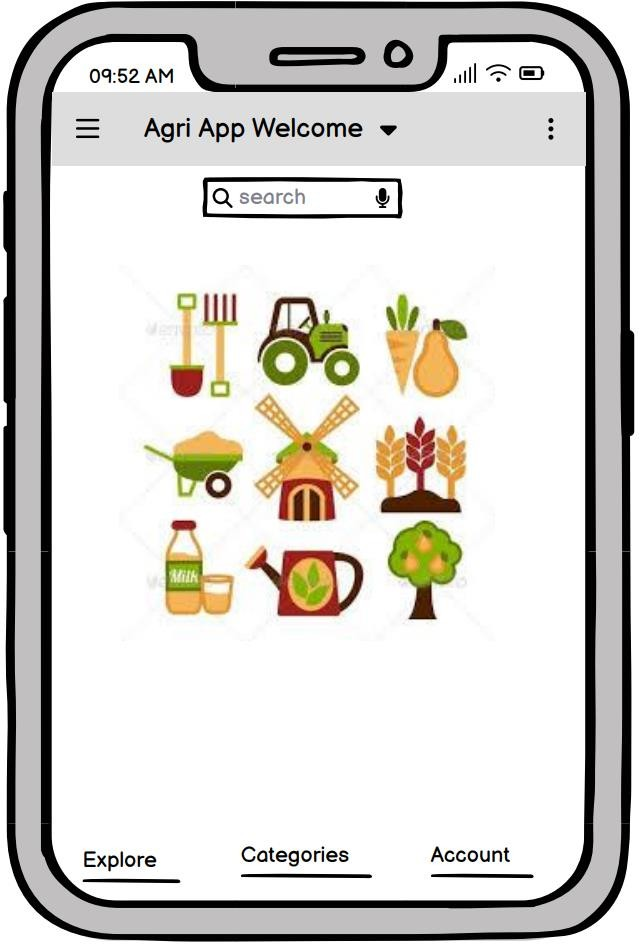 09:52 AM
Agri App Welcome
search
Milk
Explore
Categories
Account